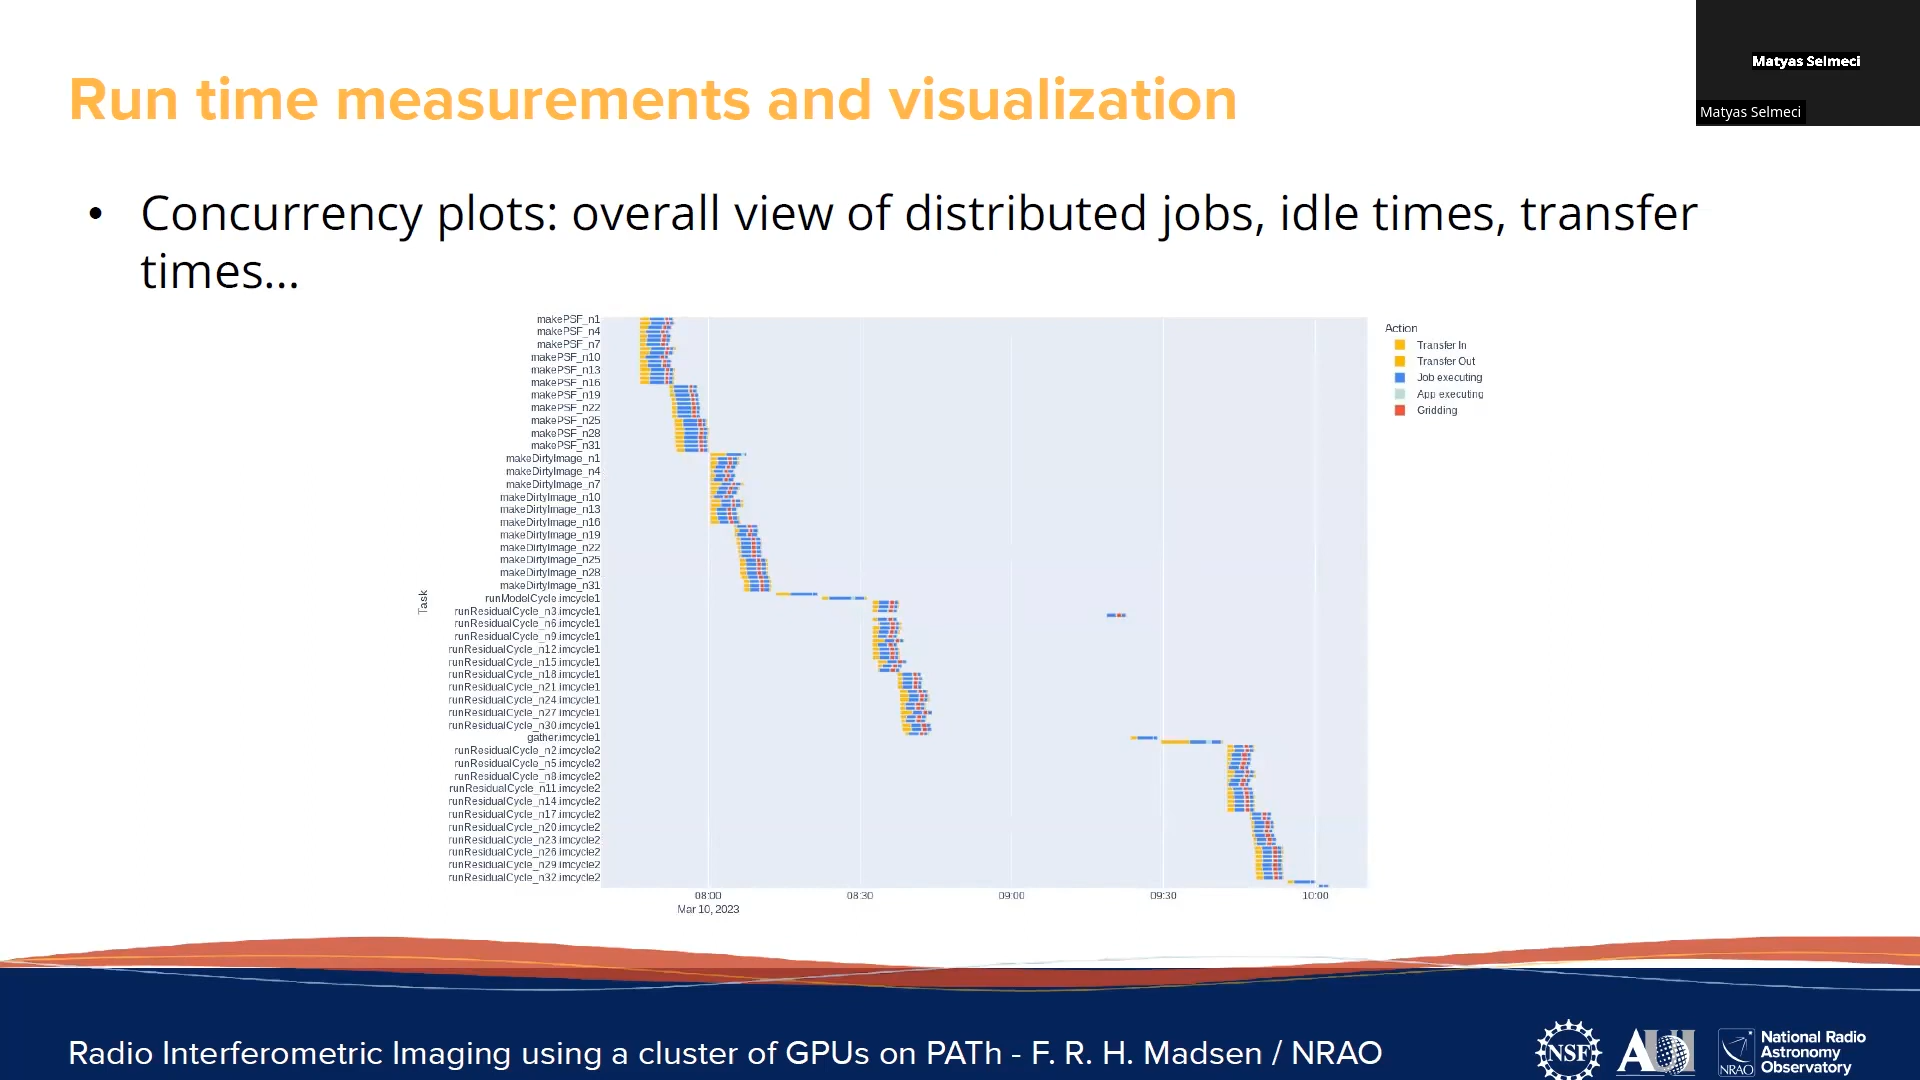 Matyas Selmeci
Matyas Selmeci
Run time measurements and visualization
• Concurrency plots: overall view of distributed jobs, idle times, transfer
times...
makePSF_n1
makePSF_n4
makePSF_n7
makePSF_n10
makePSF_n13
makePSF_n16
makePSF_n19
makePSF_n22
makePSF_n25
makePSF_n28
makePSF_n31
makeDirtyImage_n1
makeDirtyImage_n4
makeDirtyImage_n7
makeDirtyImage_n10
makeDirtyImage_n13
makeDirtyImage_n16
makeDirtyImage_n19
makeDirtyImage_n22
makeDirtyImage_n25
makeDirtyImage_n28
makeDirtyImage_n31
runModelCycle.imcycle1
runResidualCycle_n3.imcycle1
runResidualCycle_n6.imcycle1
runResidualCycle_n9.imcycle1
runResidualCycle_n12.imcycle1
runResidualCycle_n15.imcycle1
runResidualCycle_n18.imcycle1
runResidualCycle_n21.imcycle1
runResidualCycle_n24.imcycle1
runResidualCycle_n27.imcycle1
runResidualCycle_n30.imcycle1
gather.imcycle1
runResidualCycle_n2.imcycle2
runResidualCycle_n5.imcycle2
runResidualCycle_n8.imcycle2
runResidualCycle_n11.imcycle2
runResidualCycle_n14.imcycle2
runResidualCycle_n17.imcycle2
runResidualCycle_n20.imcycle2
runResidualCycle_n23.imcycle2
runResidualCycle_n26.imcycle2
runResidualCycle_n29.imcycle2
runResidualCycle_n32.imcycle2
Task
08:00
08:30
09:00
09:30
10:00
Mar 10, 2023
Action
Transfer In
Transfer Out
Job executing
App executing
Gridding
Radio Interferometric Imaging using a cluster of GPUs on PATh - F. R. H. Madsen / NRAO
NSF
AUI
NRAO
National Radio
Astronomy
Observatory